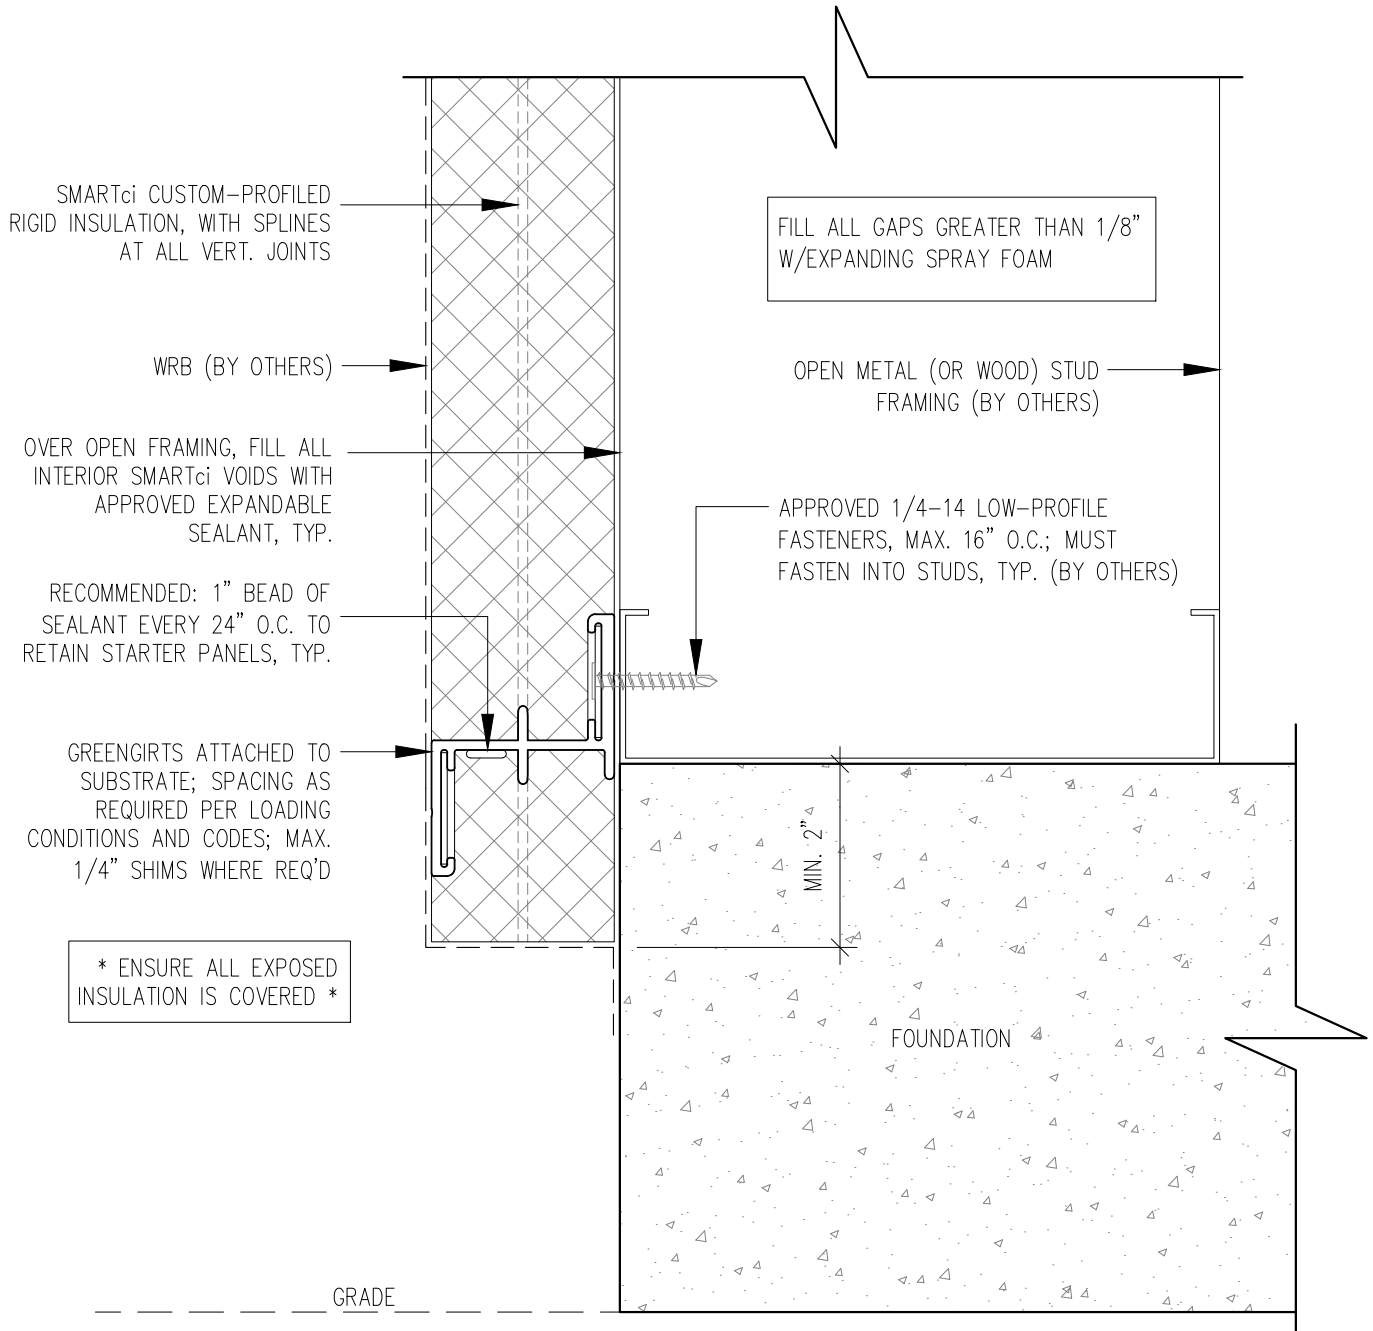 SMARTci CUSTOM-PROFILED
RIGID INSULATION, WITH SPLINES
AT ALL VERT. JOINTS
FILL ALL GAPS GREATER THAN 1/8"
W/EXPANDING SPRAY FOAM
WRB (BY OTHERS)
OPEN METAL (OR WOOD) STUD
FRAMING (BY OTHERS)
OVER OPEN FRAMING, FILL ALL
INTERIOR SMARTci VOIDS WITH
APPROVED EXPANDABLE
SEALANT, TYP.
APPROVED 1/4-14 LOW-PROFILE
FASTENERS, MAX. 16" O.C.; MUST
FASTEN INTO STUDS, TYP. (BY OTHERS)
RECOMMENDED: 1" BEAD OF
SEALANT EVERY 24" O.C. TO
RETAIN STARTER PANELS, TYP.
GREENGIRTS ATTACHED TO
SUBSTRATE; SPACING AS
REQUIRED PER LOADING
CONDITIONS AND CODES; MAX.
1/4" SHIMS WHERE REQ'D
MIN. 2"
* ENSURE ALL EXPOSED
INSULATION IS COVERED *
FOUNDATION
GRADE